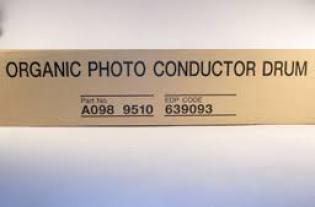 ORGANIC PHOTO CONDUCTOR DRUM
Part No. EDP CODE
A098 9510 639093